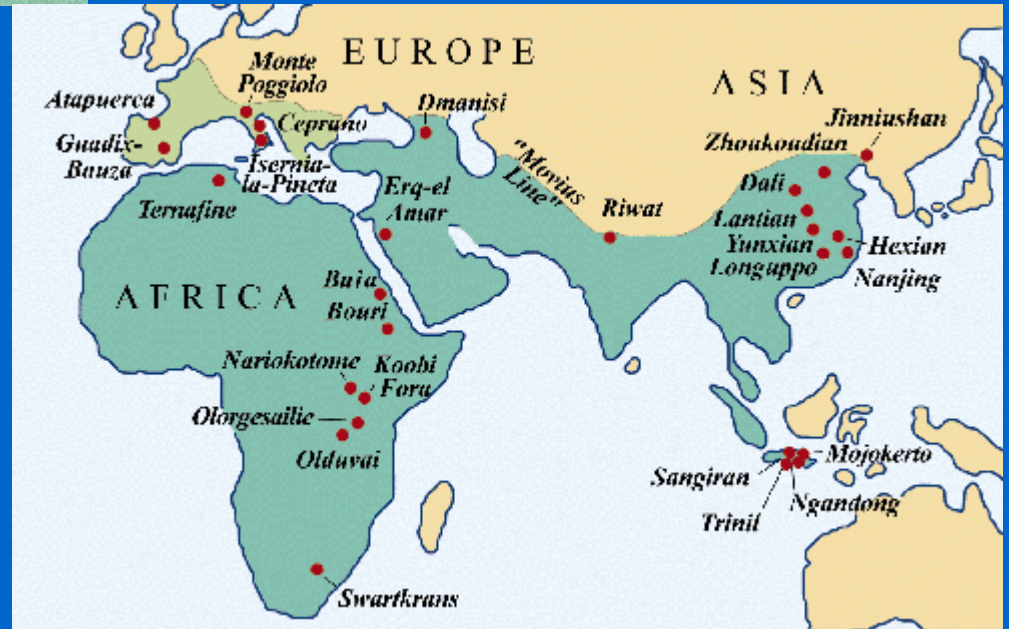 EUROPE
ASIA
AFRICA
Monte
Poggiolo
Atapuerca
Ceprano
Guadix-
Bauza
Isernia-
la-Pineta
Ternafine
Dmanisi
"Movius
Line"
Erq-el
Amar
Riwat
Jinniushan
Zhoukoudian
Dali
Lantian
Yunxian
Longuppo
Hexian
Nanjing
Buia
Bouri
Nariokotome
Koobi
Fora
Olorgesailie
Olduvai
Swartkrans
Sangiran
Trinil
Mojokerto
Ngandong